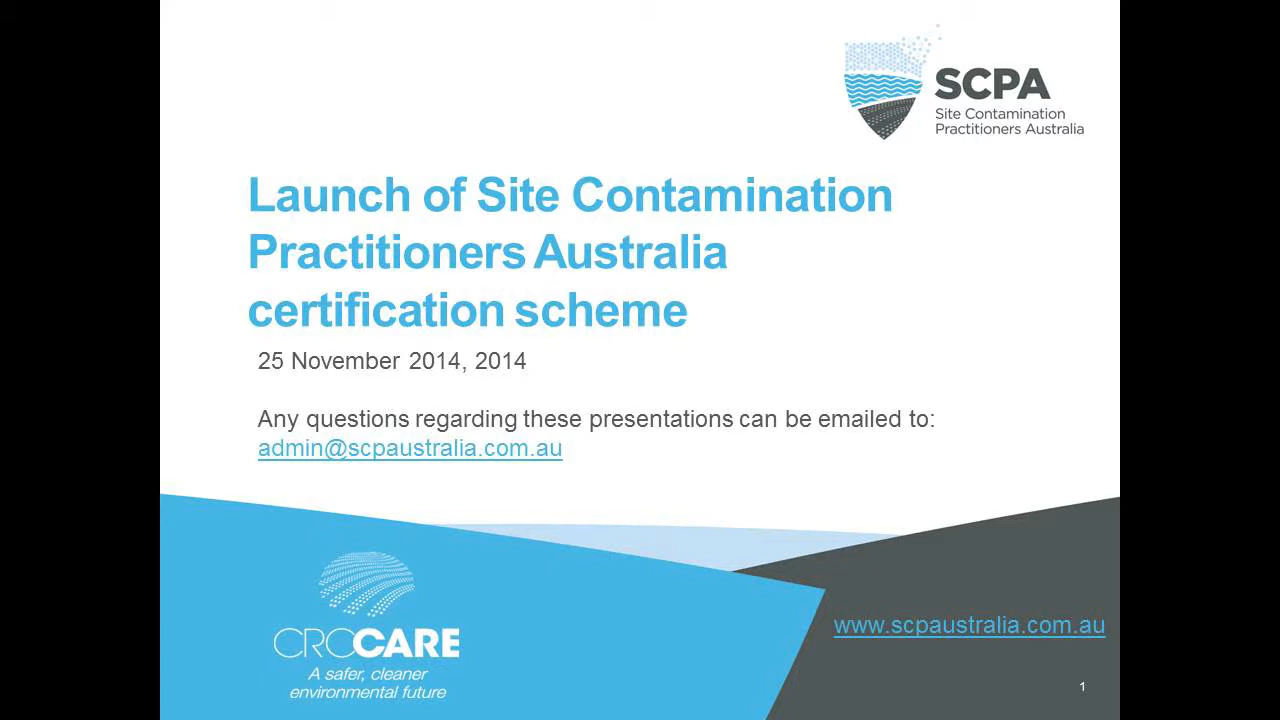 SCPA
Site Contamination
Practitioners Australia
Launch of Site Contamination
Practitioners Australia
certification scheme
25 November 2014, 2014
Any questions regarding these presentations can be emailed to:
admin@scpaustralia.com.au
CRCCARE
A safer, cleaner
environmental future
www.scpaustralia.com.au
1